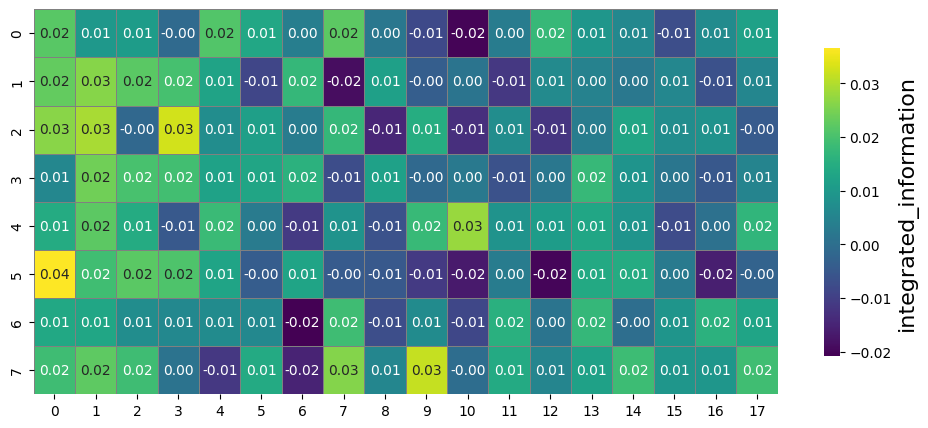 0 0.02 0.01 0.01 -0.00 0.02 0.01 0.00 0.02 0.00 -0.01 -0.02 0.00 0.02 0.01 0.01 -0.01 0.01 0.01
1 0.02 0.03 0.02 0.02 0.01 -0.01 0.02 -0.02 0.01 -0.00 0.00 -0.01 0.01 0.00 0.00 0.01 -0.01 0.01
2 0.03 0.03 -0.00 0.03 0.01 0.01 0.00 0.02 -0.01 0.01 -0.01 0.01 -0.01 0.00 0.01 0.01 0.01 -0.00
3 0.01 0.02 0.02 0.02 0.01 0.01 0.02 -0.01 0.01 -0.00 0.00 -0.01 0.00 0.02 0.01 0.00 -0.01 0.01
4 0.01 0.02 0.01 -0.01 0.02 0.00 -0.01 0.01 -0.01 0.02 0.03 0.01 0.01 0.01 0.01 -0.01 0.00 0.02
5 0.04 0.02 0.02 0.02 0.01 -0.00 0.01 -0.00 -0.01 -0.01 -0.02 0.00 -0.02 0.01 0.01 0.00 -0.02 -0.00
6 0.01 0.01 0.01 0.01 0.01 0.01 -0.02 0.02 -0.01 0.01 -0.01 0.02 0.00 0.02 -0.00 0.01 0.02 0.01
7 0.02 0.02 0.02 0.00 -0.01 0.01 -0.02 0.03 0.01 0.03 -0.00 0.01 0.01 0.01 0.02 0.01 0.01 0.02
0 1 2 3 4 5 6 7 8 9 10 11 12 13 14 15 16 17
0.03
0.02
0.01
0.00
−0.01
−0.02
integrated_information